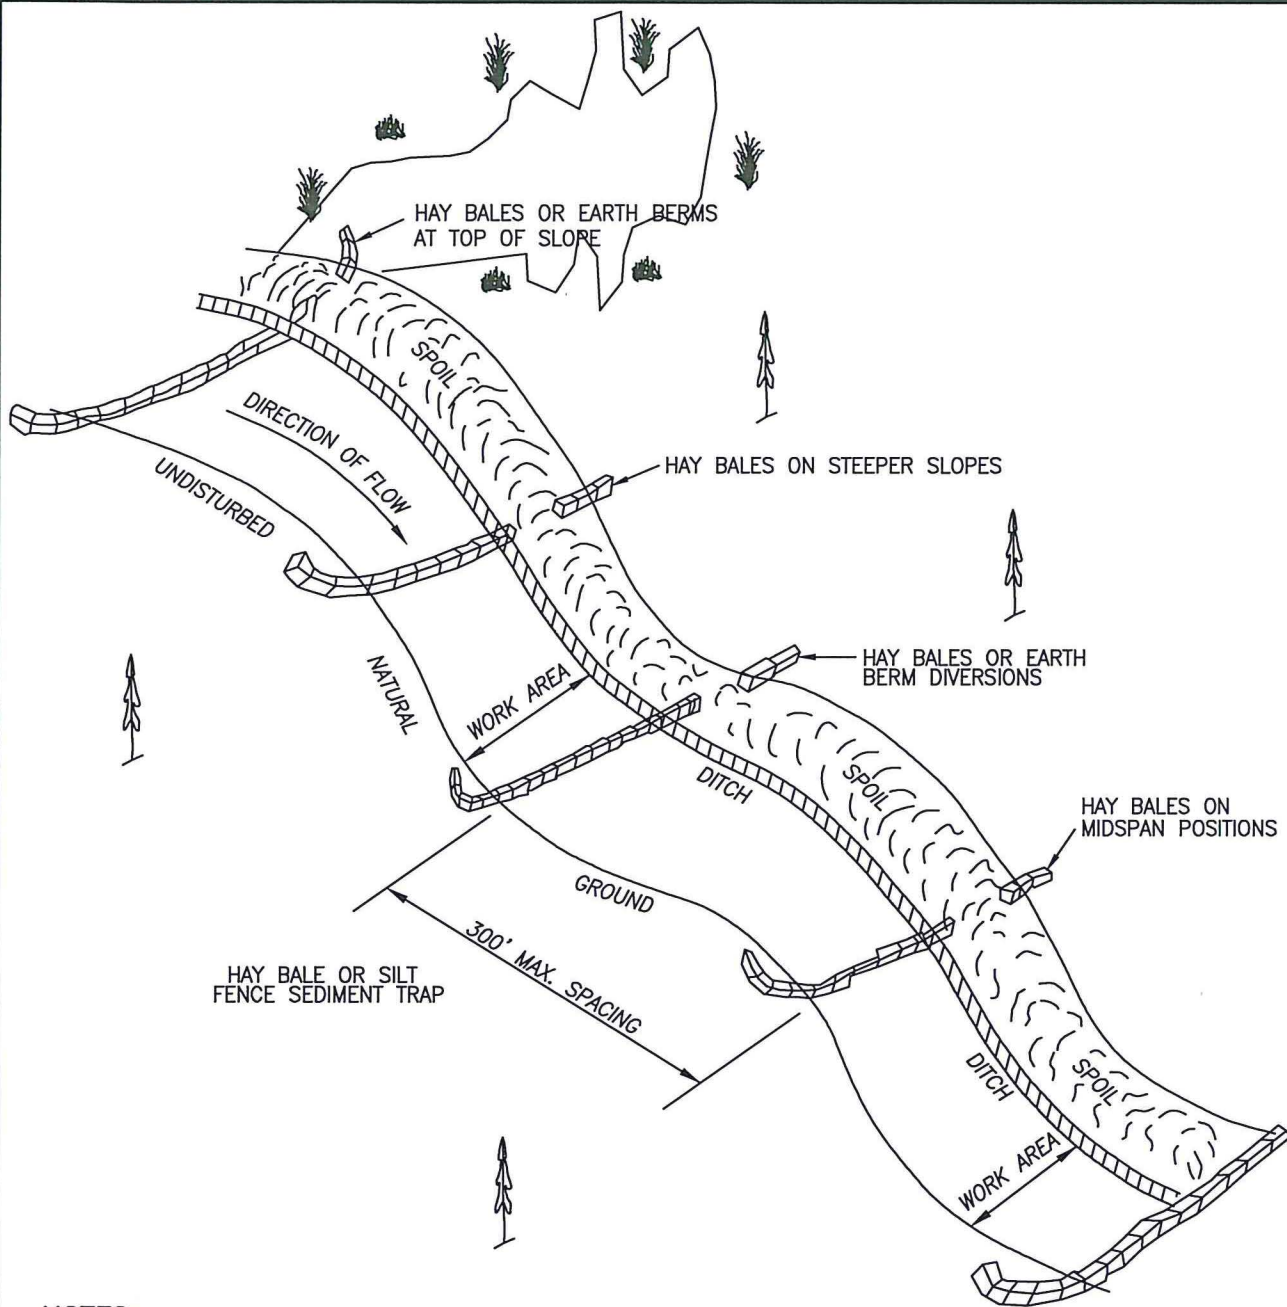 HAY BALES OR EARTH BERMS
AT TOP OF SLOPE
SPOIL
DIRECTION OF FLOW
UNDISTURBED
HAY BALES ON STEEPER SLOPES
NATURAL
WORK AREA
HAY BALES OR EARTH
BERM DIVERSIONS
DITCH
SPOIL
HAY BALES ON
MIDSPAN POSITIONS
GROUND
300' MAX. SPACING
HAY BALE OR SILT
FENCE SEDIMENT TRAP
DITCH
SPOIL
WORK AREA